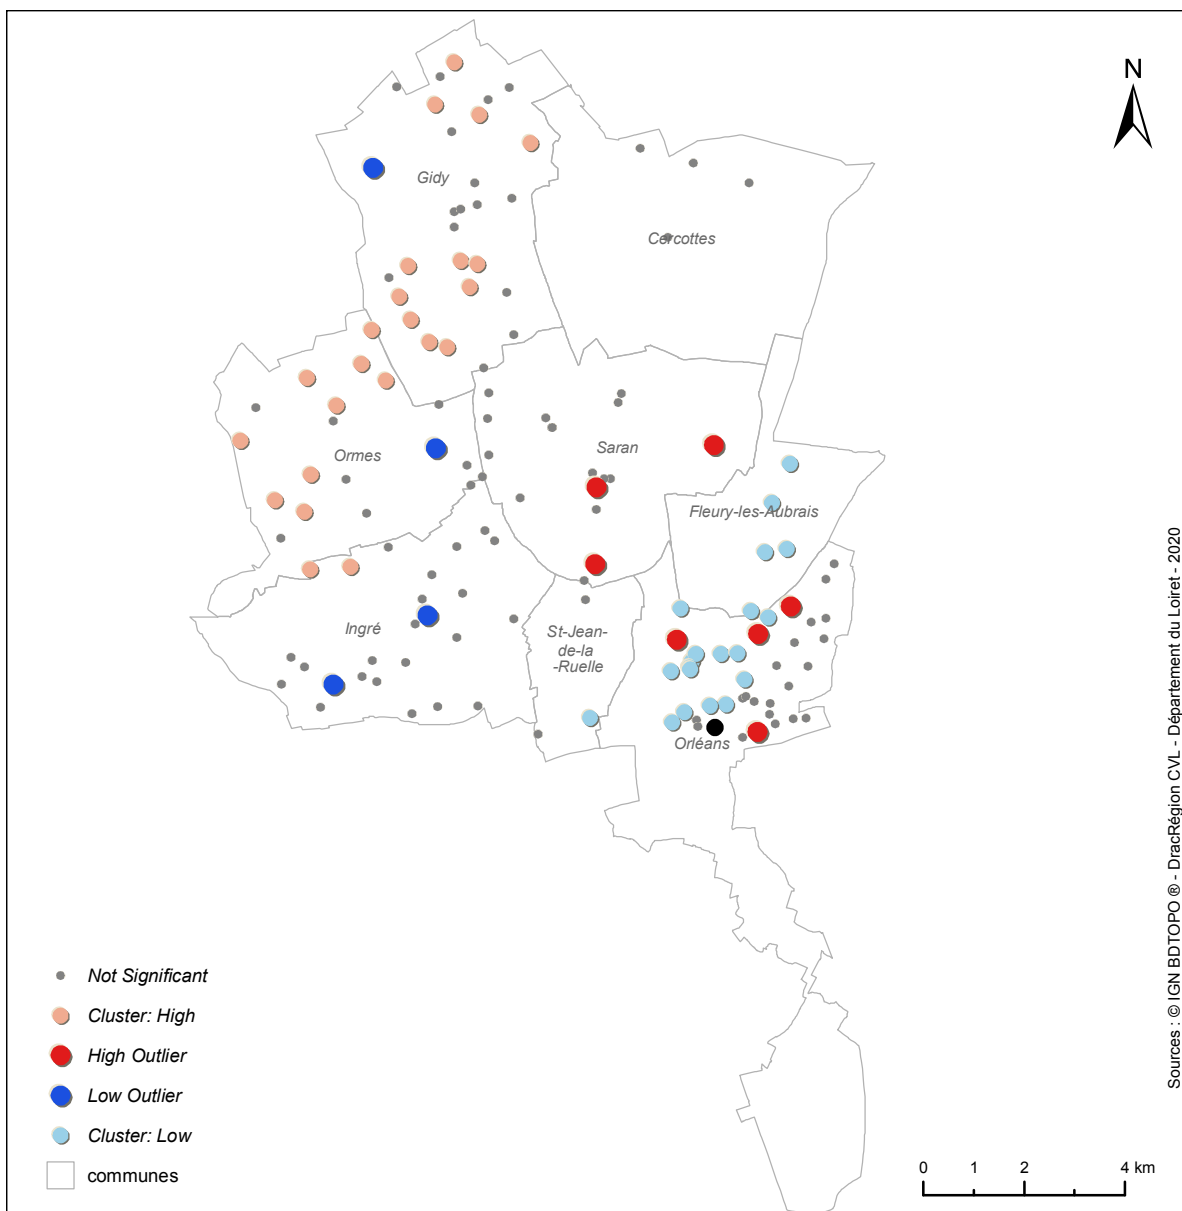 N
Gidy
Cercottes
Ormes
Saran
Fleury-les-Aubrais
Ingré
St-Jean-
de-la
-Ruelle
Orléans
Not Significant
Cluster: High
High Outlier
Low Outlier
Cluster: Low
communes
0 1 2 4 km
Sources : © IGN BDTOPO ® - DracRégion CVL - Département du Loiret - 2020